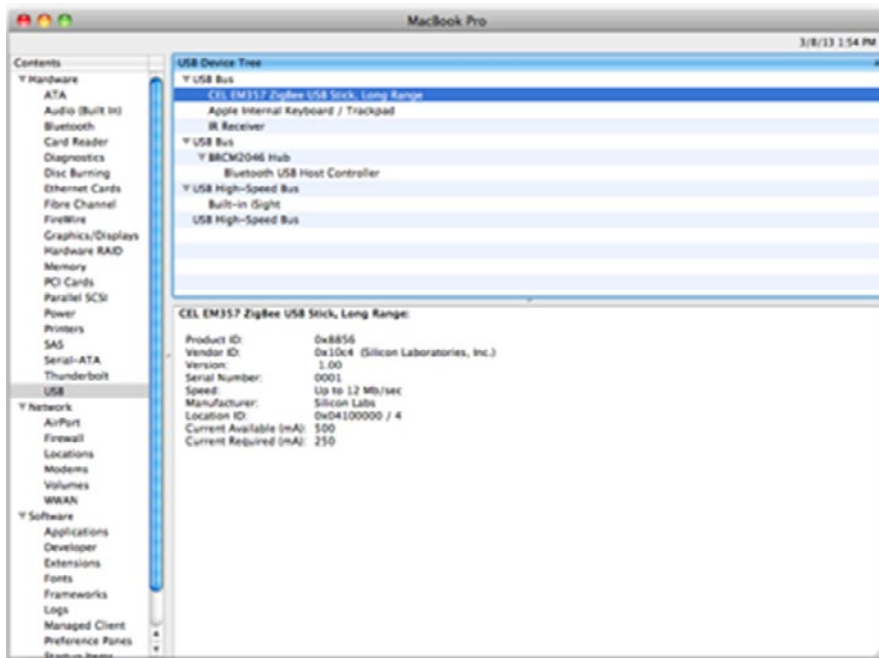 MacBook Pro
3/8/13 1:54 PM
Contents
Hardware
ATA
Audio (Built In)
Bluetooth
Card Reader
Diagnostics
Disc Burning
Ethernet Cards
Fibre Channel
FireWire
Graphics/Displays
Hardware RAID
Memory
PCI Cards
Parallel SCSI
Power
Printers
SAS
Serial-ATA
Thunderbolt
USB
Network
AirPort
Firewall
Locations
Modems
Volumes
WWAN
Software
Applications
Developer
Extensions
Fonts
Frameworks
Logs
Managed Client
Preference Panes
Startup Items
USB Device Tree
USB Bus
CEL EM357 ZigBee USB Stick, Long Range
Apple Internal Keyboard / Trackpad
IR Receiver
USB Bus
BRCM2046 Hub
Bluetooth USB Host Controller
USB High-Speed Bus
Built-in iSight
USB High-Speed Bus
CEL EM357 ZigBee USB Stick, Long Range:
Product ID: 0x8856
Vendor ID: 0x10c4 (Silicon Laboratories, Inc.)
Version: 1.00
Serial Number: 0001
Speed: Up to 12 Mb/sec
Manufacturer: Silicon Labs
Location ID: 0x04100000 / 4
Current Available (mA): 500
Current Required (mA): 250